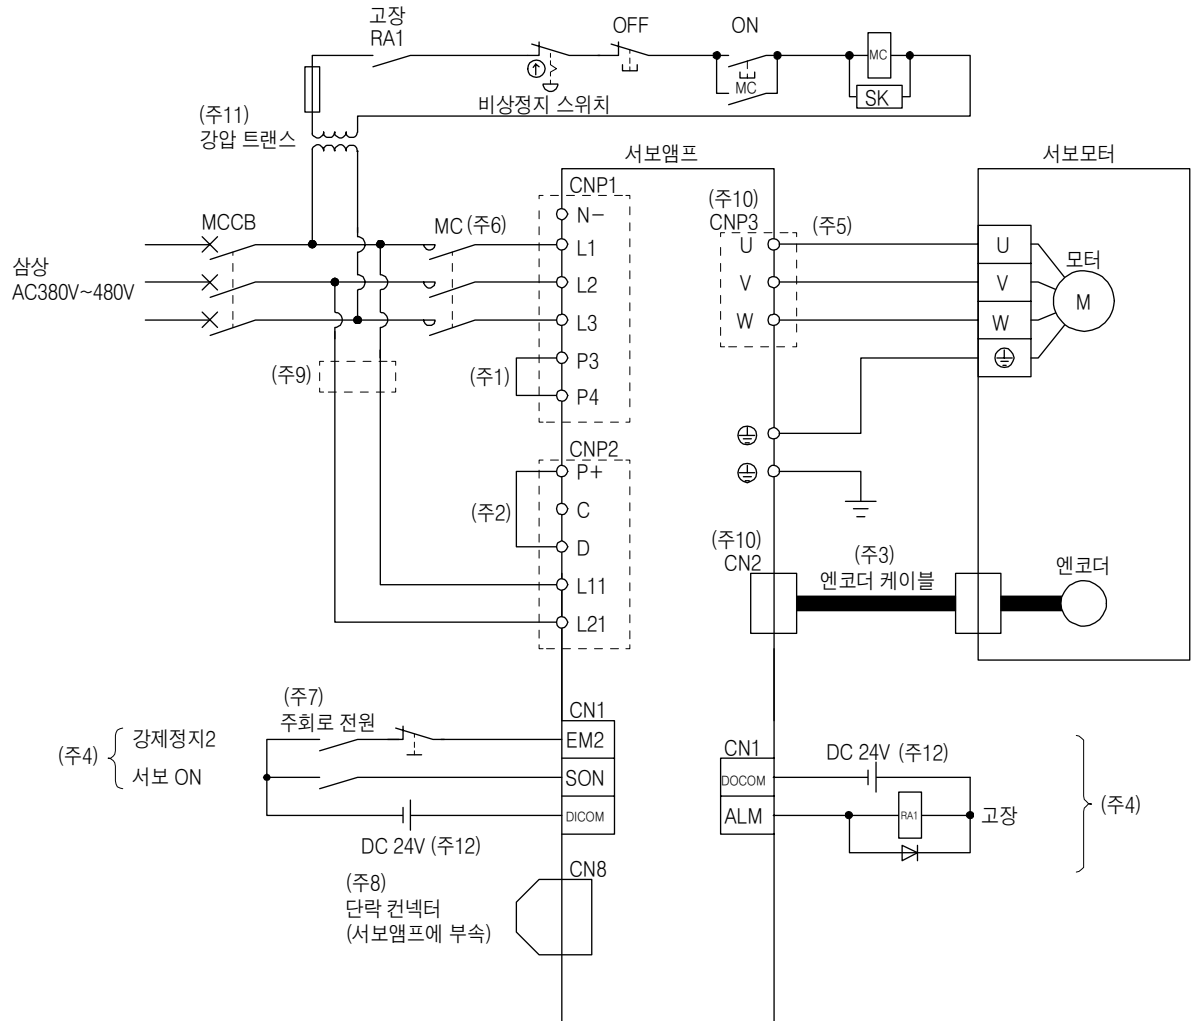 고장
RA1
OFF
ON
MC
MC
SK
비상정지 스위치
(주11)
강압 트랜스
서보앰프
서보모터
CNP1
N−
(주10)
CNP3
(주5)
MCCB
MC (주6)
L1
U
U
모터
삼상
AC380V~480V
L2
V
V
M
L3
W
W
(주9)
(주1)
P3
P4
CNP2
P+
(주2)
C
D
(주10)
CN2
(주3)
엔코더 케이블
엔코더
L11
L21
(주7)
주회로 전원
CN1
(주4)
강제정지2
EM2
서보 ON
SON
DICOM
DC 24V (주12)
CN1
DC 24V (주12)
DOCOM
ALM
RA1
고장
(주4)
CN8
(주8)
단락 컨넥터
(서보앰프에 부속)